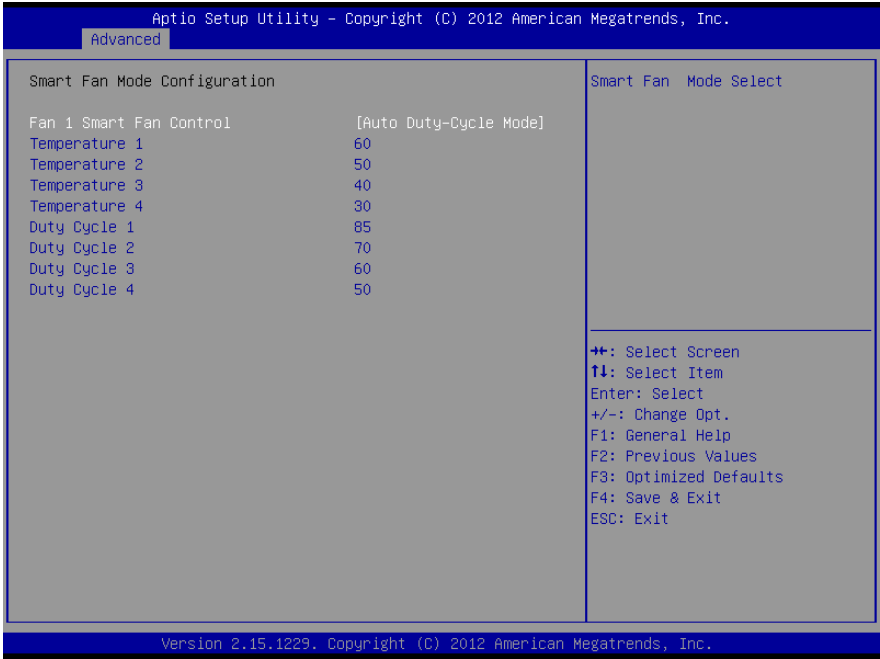 Aptio Setup Utility – Copyright (C) 2012 American Megatrends, Inc.
Advanced
Smart Fan Mode Configuration
Fan 1 Smart Fan Control [Auto Duty-Cycle Mode]
Temperature 1 60
Temperature 2 50
Temperature 3 40
Temperature 4 30
Duty Cycle 1 85
Duty Cycle 2 70
Duty Cycle 3 60
Duty Cycle 4 50
Smart Fan  Mode Select
→←: Select Screen
↑↓: Select Item
Enter: Select
+/-: Change Opt.
F1: General Help
F2: Previous Values
F3: Optimized Defaults
F4: Save & Exit
ESC: Exit
Version 2.15.1229. Copyright (C) 2012 American Megatrends, Inc.